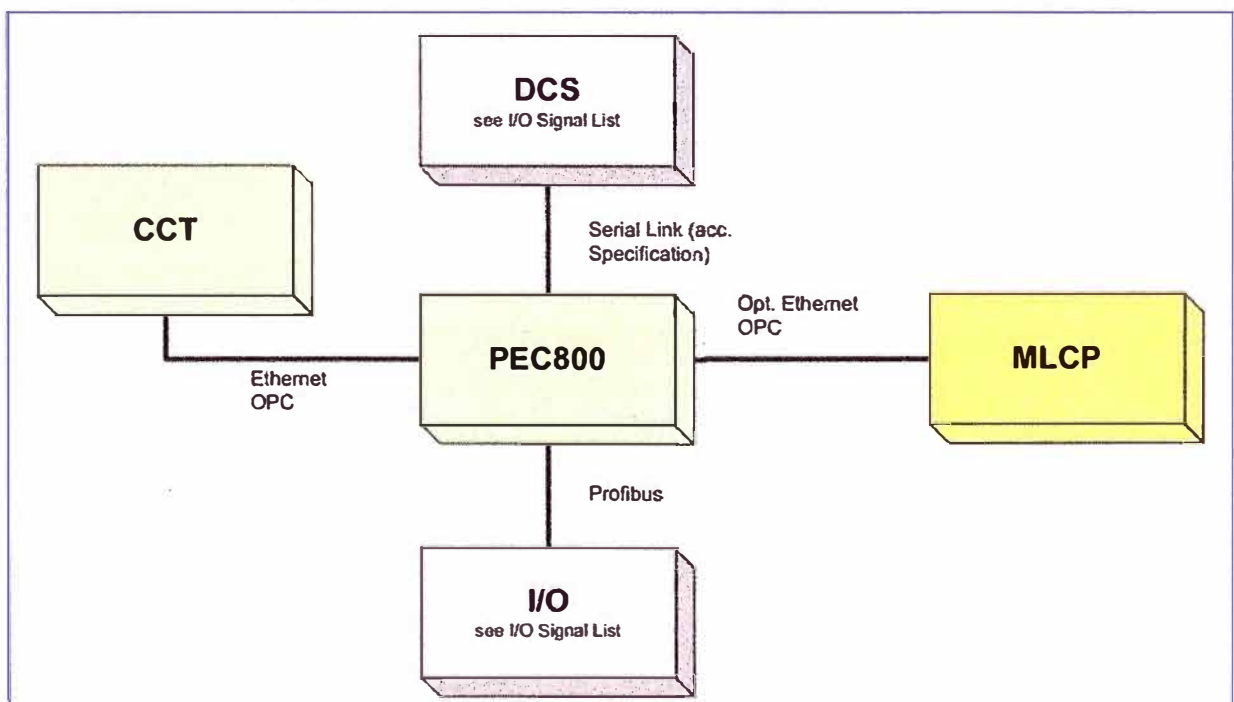 DCS
see I/O Signal List
CCT
Serial Link (acc.
Specification)
Opt. Ethernet
OPC
PEC800
MLCP
Ethernet
OPC
Profibus
I/O
see I/O Signal List